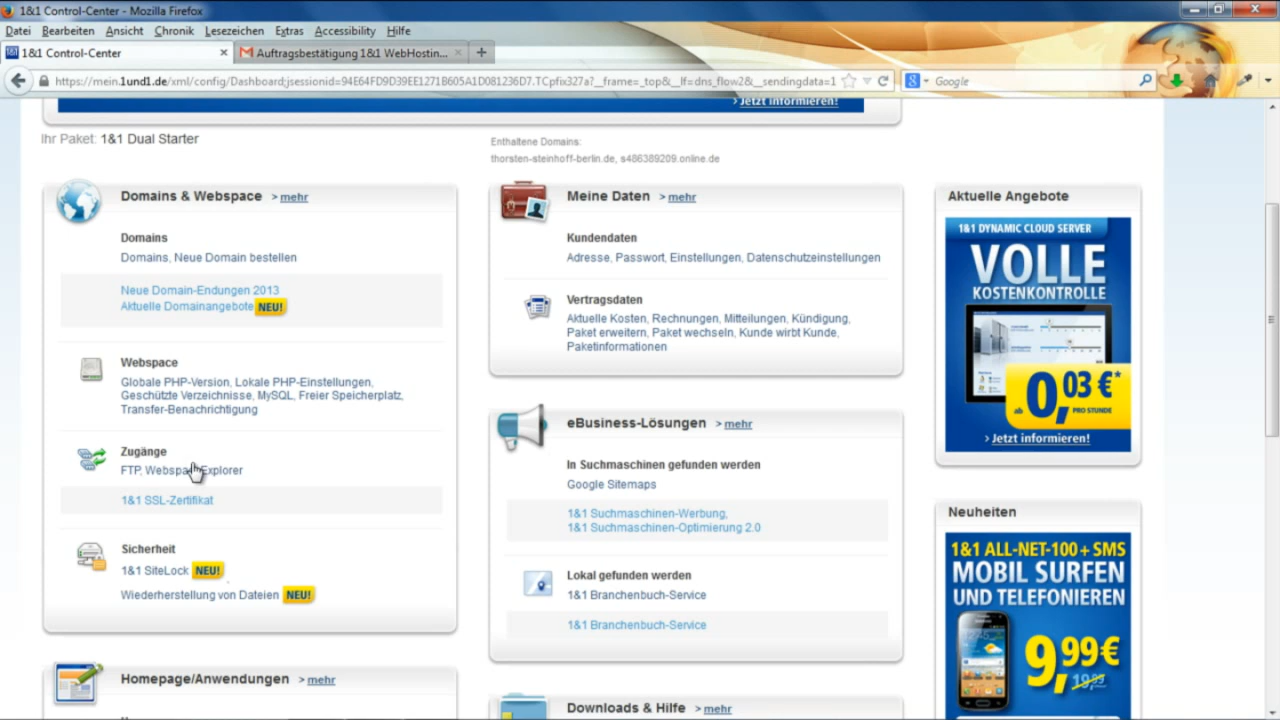 1&1 Control-Center - Mozilla Firefox
Datei Bearbeiten Ansicht Chronik Lesezeichen Extras Accessibility Hilfe
1&1 Control-Center
Auftragsbestätigung 1&1 WebHostin...
https://mein.1und1.de/xml/config/Dashboard;jsessionid=94E64FD9D39EE1271B605A1D081236D7.TCpfix327a?__frame=_top&__lf=dns_flow2&__sendingdata=1
Google
> Jetzt informieren!
Ihr Paket: 1&1 Dual Starter
Enthaltene Domains:
thorsten-steinhoff-berlin.de, s486389209.online.de
Domains & Webspace > mehr
Domains
Domains, Neue Domain bestellen
Neue Domain-Endungen 2013
Aktuelle Domainangebote NEU!
Webspace
Globale PHP-Version, Lokale PHP-Einstellungen,
Geschützte Verzeichnisse, MySQL, Freier Speicherplatz,
Transfer-Benachrichtigung
Zugänge
FTP, Explorer
1&1 SSL-Zertifikat
Sicherheit
1&1 SiteLock NEU!
Wiederherstellung von Dateien NEU!
Homepage/Anwendungen > mehr
Meine Daten > mehr
Kundendaten
Adresse, Passwort, Einstellungen, Datenschutzeinstellungen
Vertragsdaten
Aktuelle Kosten, Rechnungen, Mitteilungen, Kündigung,
Paket erweitern, Paket wechseln, Kunde wirbt Kunde,
Paketinformationen
eBusiness-Lösungen > mehr
In Suchmaschinen gefunden werden
Google Sitemaps
1&1 Suchmaschinen-Werbung,
1&1 Suchmaschinen-Optimierung 2.0
Lokal gefunden werden
1&1 Branchenbuch-Service
1&1 Branchenbuch-Service
Downloads & Hilfe > mehr
Aktuelle Angebote
1&1 DYNAMIC CLOUD SERVER
VOLLE
KOSTENKONTROLLE
ab 0,03 €*
PRO STUNDE
> Jetzt informieren!
Neuheiten
1&1 ALL-NET-100 + SMS
MOBIL SURFEN
UND TELEFONIEREN
9,99 €
19,99